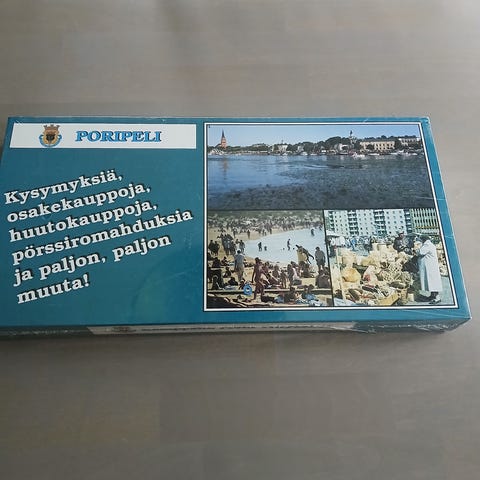 PORIPELI
Kysymyksiä,
osakekauppoja,
huutokauppoja,
pörssiromahduksia
ja paljon, paljon
muuta!